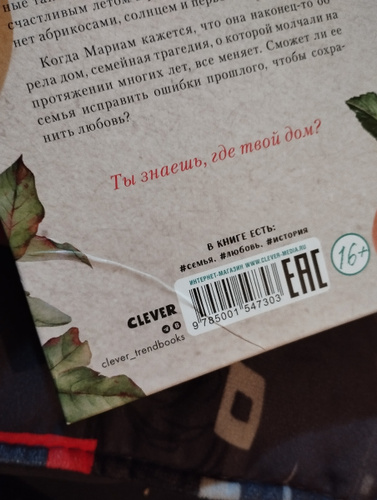 счастливым летом
нет абрикосами, солнцем и перв
Когда Мариам кажется, что она наконец-то об
рела дом, семейная трагедия, о которой молчали на
протяжении многих лет, все меняет. Сможет ли ее
семья исправить ошибки прошлого, чтобы сохра-
нить любовь?
Ты знаешь, где твой дом?
В КНИГЕ ЕСТЬ:
#семья, #любовь, #история
ИНТЕРНЕТ-МАГАЗИН WWW.CLEVER-MEDIA.RU
16+
EAC
CLEVER
9 785001 547303
clever_trendbooks